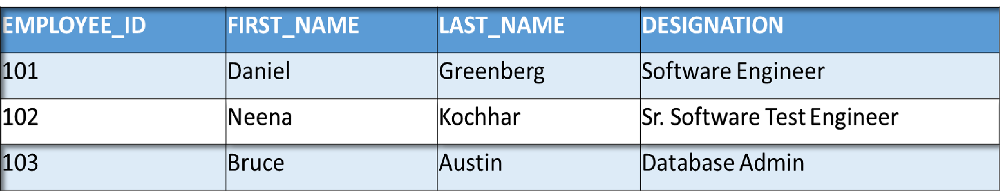 EMPLOYEE_ID FIRST_NAME LAST_NAME DESIGNATION
101 Daniel Greenberg Software Engineer
102 Neena Kochhar Sr. Software Test Engineer
103 Bruce Austin Database Admin